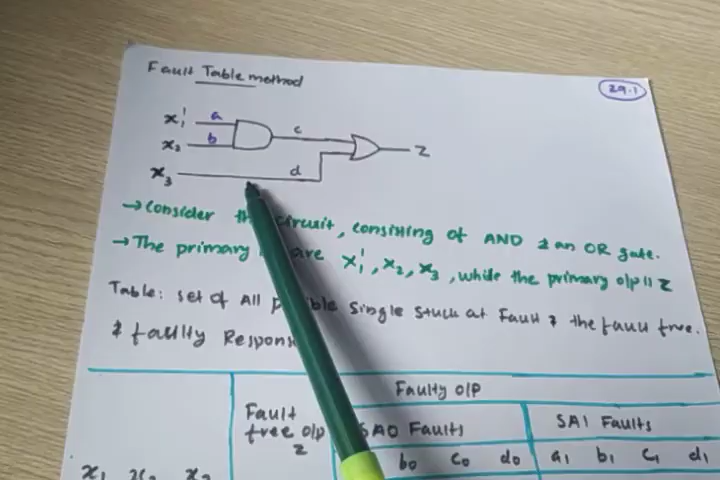 Fault Table method
29.1
x₁' a
b
c
x₂
Z
x₃ d
→ Consider the circuit, consisting of AND & an OR gate.
→ The primary are x₁', x₂, x₃, while the primary o/p is Z
Table: set of All possible Single Stuck at Fault & the fault free.
& faulty Respons
Faulty O/P
Fault free o/p Z
SA0 Faults
SA1 Faults
b₀ c₀ d₀ a₁ b₁ c₁ d₁
x₁ x₂ x₃